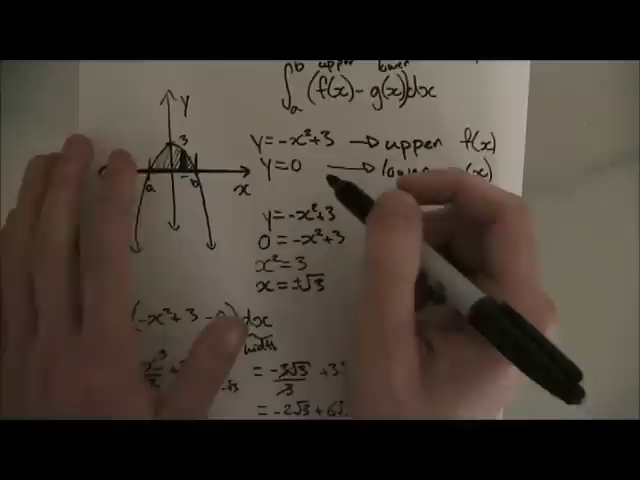 upper lower
∫ₐᵇ (f(x) - g(x))dx
y
3
a
b
x
y = -x²+3 → upper f(x)
y = 0 → lower (x)
y = -x²+3
0 = -x²+3
x² = 3
x = ±√3
(-x²+3-0)dx
width
= -3√3/3 + 3
= -2√3 + 6√